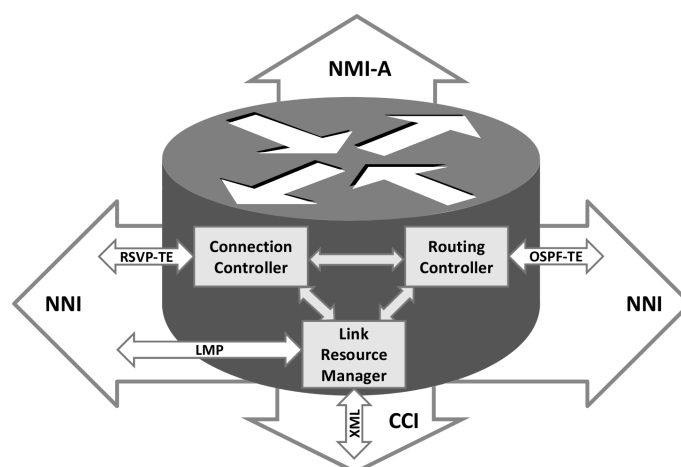 NMI-A
Connection
Controller
Routing
Controller
RSVP-TE
OSPF-TE
NNI
NNI
Link
Resource
Manager
LMP
XML
CCI